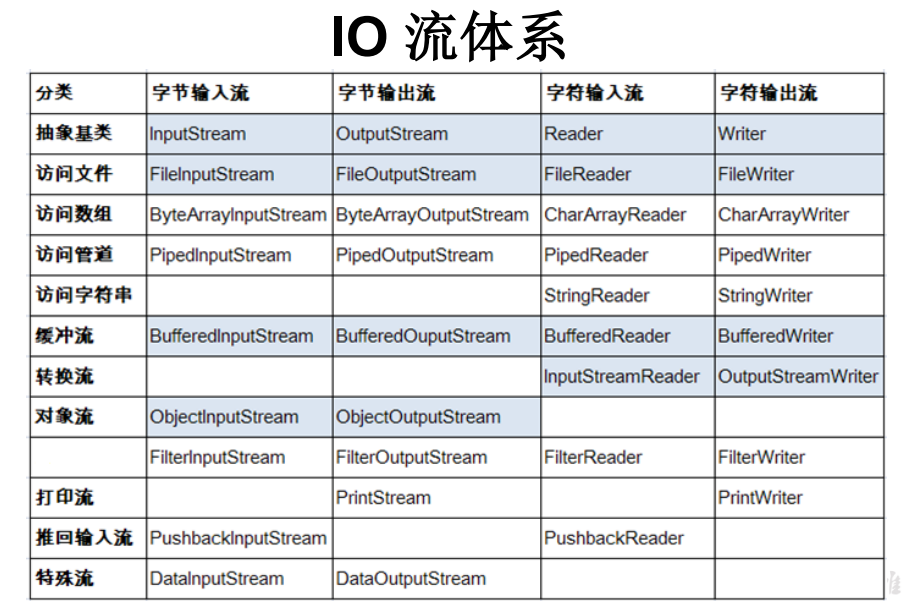 IO 流体系
分类 字节输入流 字节输出流 字符输入流 字符输出流
抽象基类 InputStream OutputStream Reader Writer
访问文件 FileInputStream FileOutputStream FileReader FileWriter
访问数组 ByteArrayInputStream ByteArrayOutputStream CharArrayReader CharArrayWriter
访问管道 PipedInputStream PipedOutputStream PipedReader PipedWriter
访问字符串 StringReader StringWriter
缓冲流 BufferedInputStream BufferedOuputStream BufferedReader BufferedWriter
转换流 InputStreamReader OutputStreamWriter
对象流 ObjectInputStream ObjectOutputStream
FilterInputStream FilterOutputStream FilterReader FilterWriter
打印流 PrintStream PrintWriter
推回输入流 PushbackInputStream PushbackReader
特殊流 DataInputStream DataOutputStream